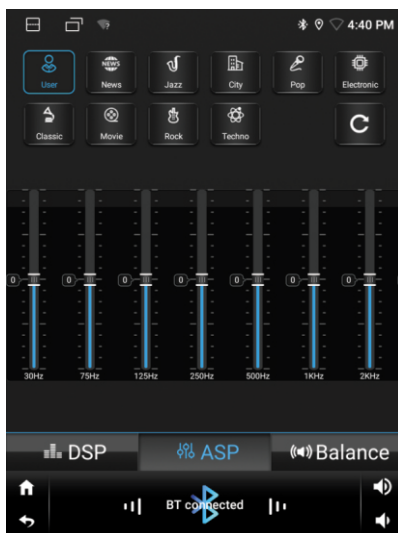 4:40 PM
NEWS
User News Jazz City Pop Electronic
Classic Movie Rock Techno
0 0 0 0 0 0 0
30Hz 75Hz 125Hz 250Hz 500Hz 1KHz 2KHz
DSP ASP Balance
BT connected